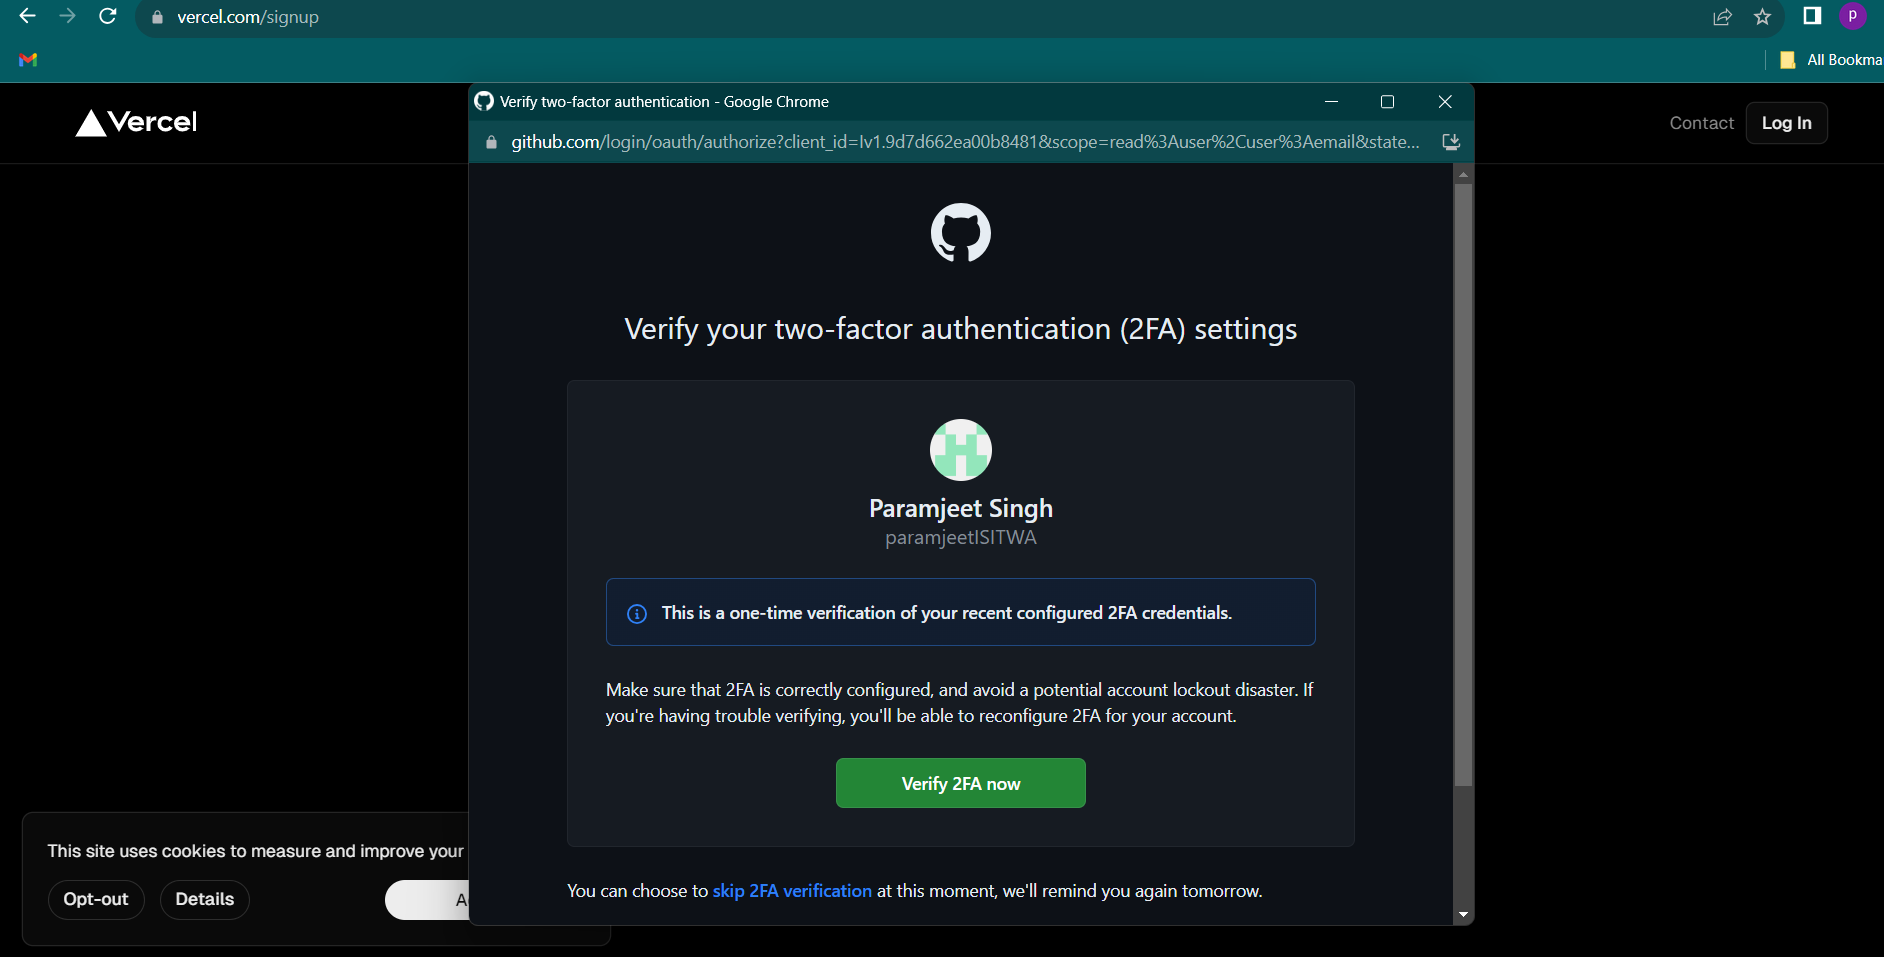 vercel.com/signup
p
All Bookma
Vercel
Contact
Log In
Verify two-factor authentication - Google Chrome
github.com/login/oauth/authorize?client_id=Iv1.9d7d662ea00b8481&scope=read%3Auser%2Cuser%3Aemail&state...
Verify your two-factor authentication (2FA) settings
Paramjeet Singh
paramjeetISITWA
This is a one-time verification of your recent configured 2FA credentials.
Make sure that 2FA is correctly configured, and avoid a potential account lockout disaster. If
you're having trouble verifying, you'll be able to reconfigure 2FA for your account.
Verify 2FA now
You can choose to skip 2FA verification at this moment, we'll remind you again tomorrow.
This site uses cookies to measure and improve your
Opt-out
Details
A